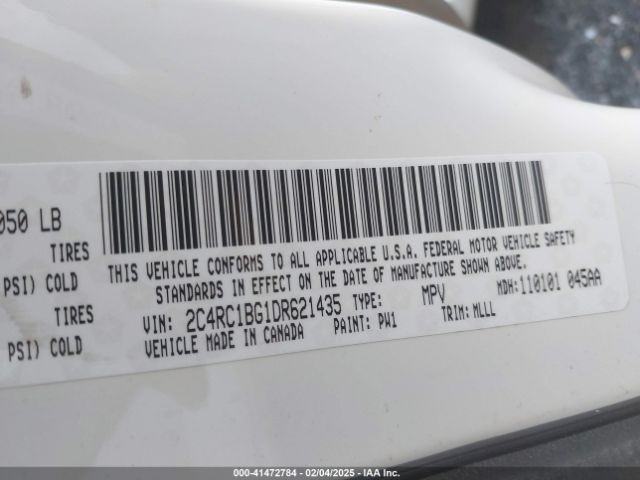 050 LB
TIRES
PSI) COLD
TIRES
PSI) COLD
THIS VEHICLE CONFORMS TO ALL APPLICABLE U.S.A. FEDERAL MOTOR VEHICLE SAFETY
STANDARDS IN EFFECT ON THE DATE OF MANUFACTURE SHOWN ABOVE.
VIN: 2C4RC1BG1DR621435 TYPE: MPV MDH:110101 045AA
VEHICLE MADE IN CANADA PAINT: PW1 TRIM: MLLL
000-41472784 | 02/04/2025 - IAA Inc.